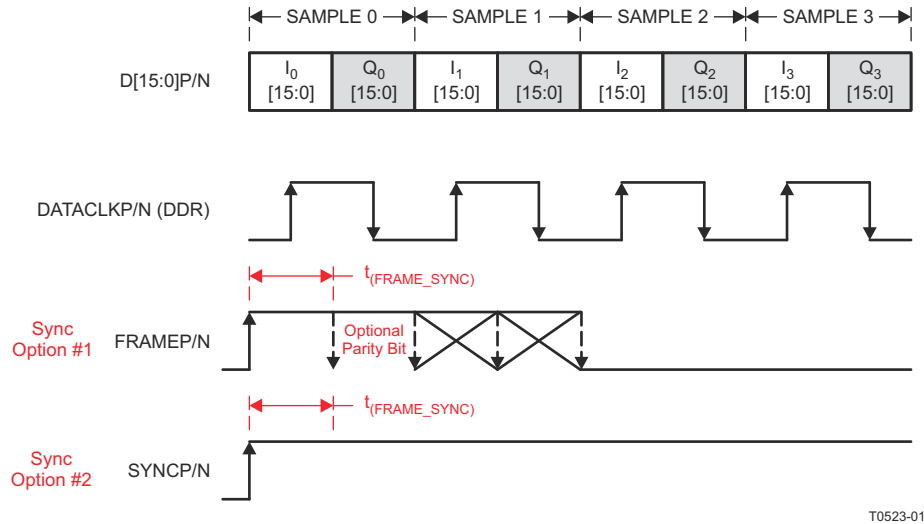 SAMPLE 0 SAMPLE 1 SAMPLE 2 SAMPLE 3
D[15:0]P/N
I0 Q0 I1 Q1 I2 Q2 I3 Q3
[15:0] [15:0] [15:0] [15:0] [15:0] [15:0] [15:0] [15:0]
DATACLKP/N (DDR)
t(FRAME_SYNC)
Sync
Option #1
FRAMEP/N
Optional
Parity Bit
t(FRAME_SYNC)
Sync
Option #2
SYNCP/N
T0523-01